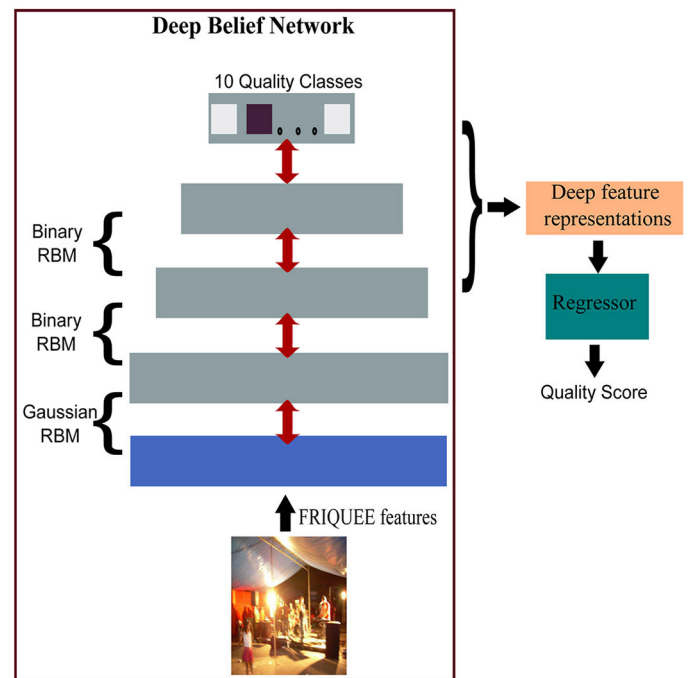 Deep Belief Network
10 Quality Classes
Binary
RBM
Binary
RBM
Gaussian
RBM
FRIQUEE features
Deep feature
representations
Regressor
Quality Score